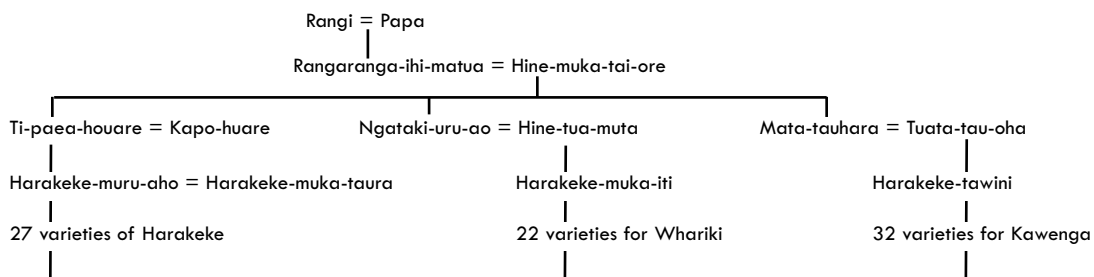 Rangi = Papa
Rangaranga-ihi-matua = Hine-muka-tai-ore
Ti-paea-houare = Kapo-huare Ngataki-uru-ao = Hine-tua-muta Mata-tauhara = Tuata-tau-oha
Harakeke-muru-aho = Harakeke-muka-taura Harakeke-muka-iti Harakeke-tawini
27 varieties of Harakeke 22 varieties for Whariki 32 varieties for Kawenga